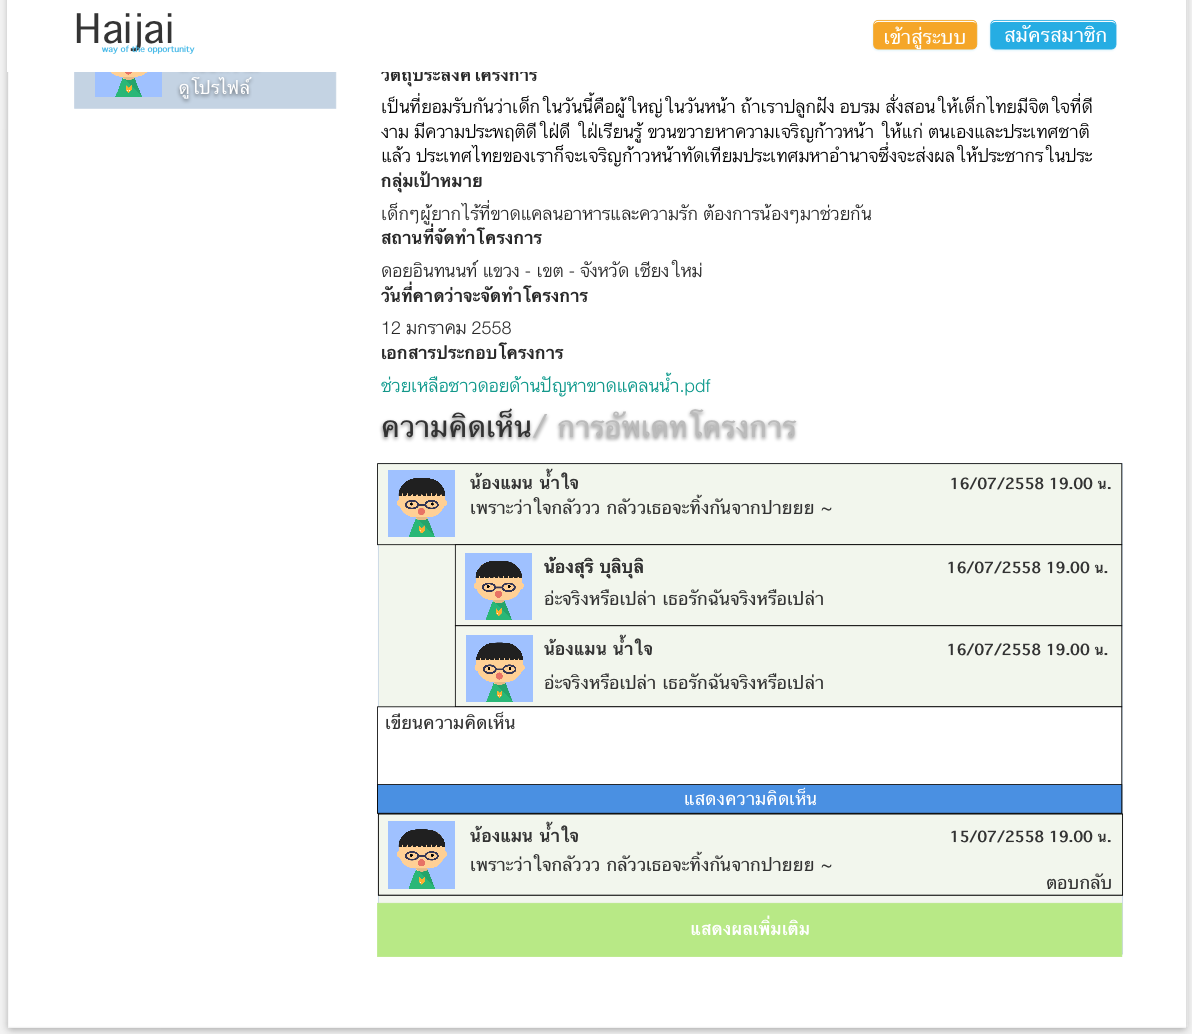 Haijai
way of the opportunity
เข้าสู่ระบบ
สมัครสมาชิก
ดูโปรไฟล์
วัตถุประสงค์โครงการ
เป็นที่ยอมรับกันว่าเด็กในวันนี้คือผู้ใหญ่ในวันหน้า ถ้าเราปลูกฝัง อบรม สั่งสอนให้เด็กไทยมีจิตใจที่ดี
งาม มีความประพฤติดีใฝ่ดี ใฝ่เรียนรู้ ขวนขวายหาความเจริญก้าวหน้า ให้แก่ ตนเองและประเทศชาติ
แล้ว ประเทศไทยของเราก็จะเจริญก้าวหน้าทัดเทียมประเทศมหาอำนาจซึ่งจะส่งผลให้ประชากรในประ
กลุ่มเป้าหมาย
เด็กๆผู้ยากไร้ที่ขาดแคลนอาหารและความรัก ต้องการน้องๆมาช่วยกัน
สถานที่จัดทำโครงการ
ดอยอินทนนท์ แขวง - เขต - จังหวัด เชียงใหม่
วันที่คาดว่าจะจัดทำโครงการ
12 มกราคม 2558
เอกสารประกอบโครงการ
ช่วยเหลือชาวดอยด้านปัญหาขาดแคลนน้ำ.pdf
ความคิดเห็น/ การอัพเดทโครงการ
น้องแมน น้ำใจ 16/07/2558 19.00 น.
เพราะว่าใจกลัววว กลัววเธอจะทิ้งกันจากปายยย ~
น้องสุริ บุลิบุลิ 16/07/2558 19.00 น.
อ่ะจริงหรือเปล่า เธอรักฉันจริงหรือเปล่า
น้องแมน น้ำใจ 16/07/2558 19.00 น.
อ่ะจริงหรือเปล่า เธอรักฉันจริงหรือเปล่า
เขียนความคิดเห็น
แสดงความคิดเห็น
น้องแมน น้ำใจ 15/07/2558 19.00 น.
เพราะว่าใจกลัววว กลัววเธอจะทิ้งกันจากปายยย ~
ตอบกลับ
แสดงผลเพิ่มเติม